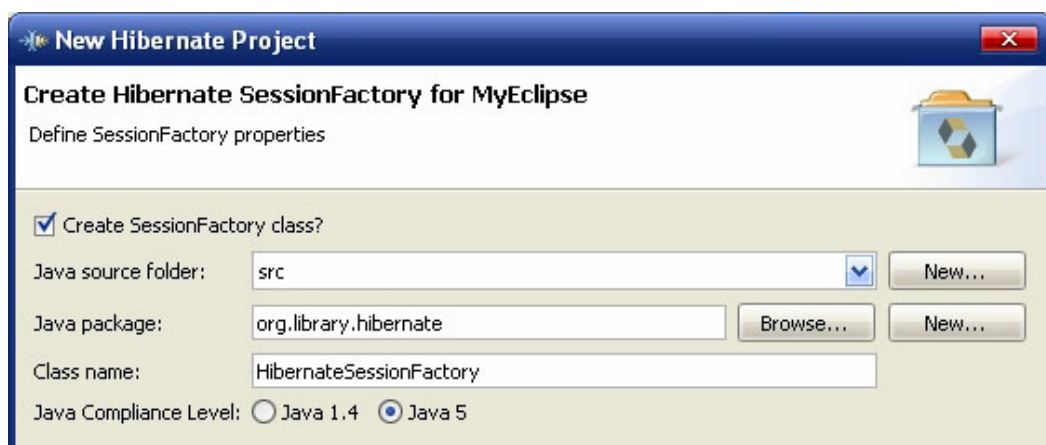 New Hibernate Project
Create Hibernate SessionFactory for MyEclipse
Define SessionFactory properties
Create SessionFactory class?
Java source folder: src New...
Java package: org.library.hibernate Browse... New...
Class name: HibernateSessionFactory
Java Compliance Level: Java 1.4 Java 5